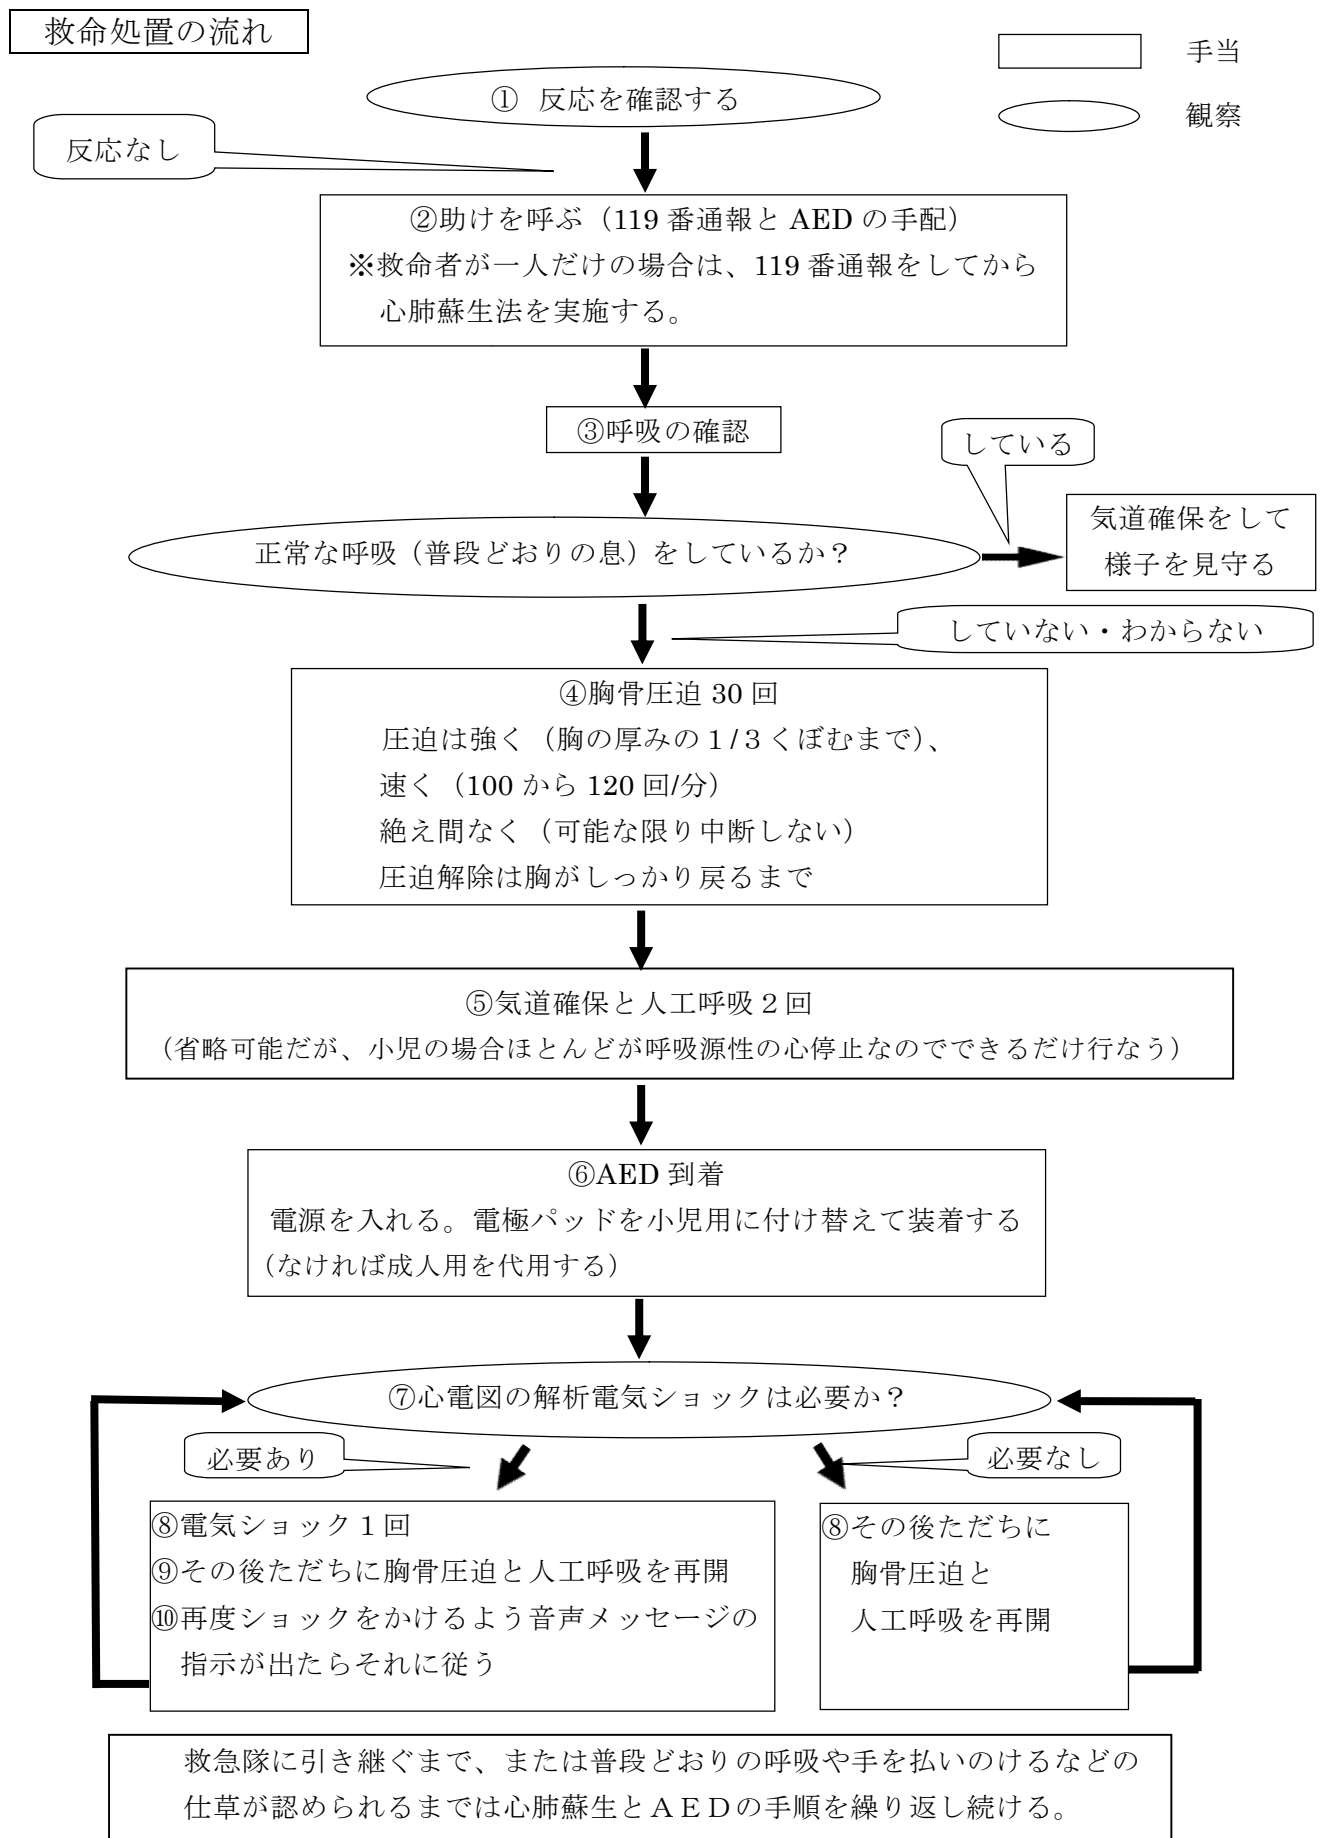 救命処置の流れ
手当
① 反応を確認する
観察
反応なし
②助けを呼ぶ（119 番通報と AED の手配）
※救命者が一人だけの場合は、119 番通報をしてから
心肺蘇生法を実施する。
③呼吸の確認
している
正常な呼吸（普段どおりの息）をしているか？
気道確保をして
様子を見守る
していない・わからない
④胸骨圧迫 30 回
圧迫は強く（胸の厚みの１/３くぼむまで）、
速く（100 から 120 回/分）
絶え間なく（可能な限り中断しない）
圧迫解除は胸がしっかり戻るまで
⑤気道確保と人工呼吸２回
（省略可能だが、小児の場合ほとんどが呼吸源性の心停止なのでできるだけ行なう）
⑥AED 到着
電源を入れる。電極パッドを小児用に付け替えて装着する
（なければ成人用を代用する）
⑦心電図の解析電気ショックは必要か？
必要あり
必要なし
⑧電気ショック１回
⑨その後ただちに胸骨圧迫と人工呼吸を再開
⑩再度ショックをかけるよう音声メッセージの
指示が出たらそれに従う
⑧その後ただちに
胸骨圧迫と
人工呼吸を再開
救急隊に引き継ぐまで、または普段どおりの呼吸や手を払いのけるなどの
仕草が認められるまでは心肺蘇生とＡＥＤの手順を繰り返し続ける。